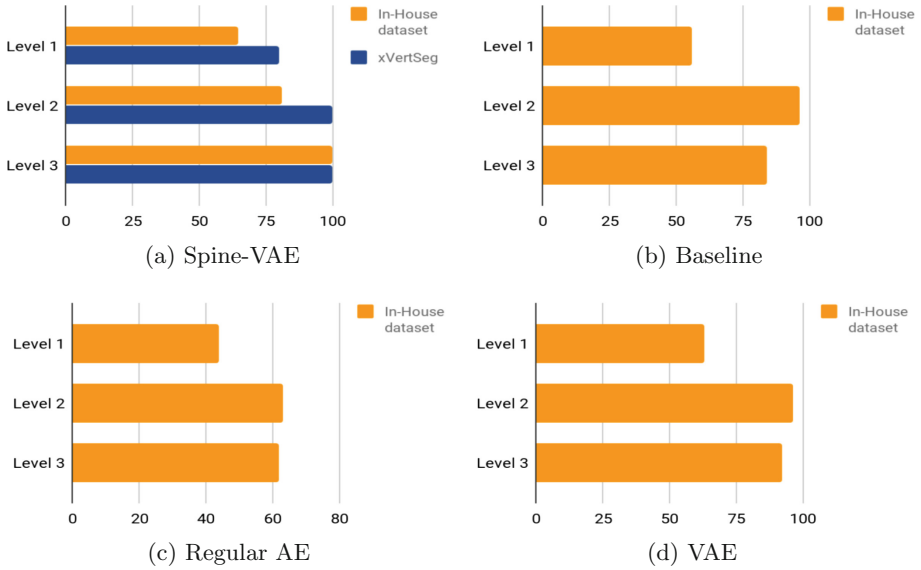 In-House
dataset
xVertSeg
Level 1
Level 2
Level 3
0 25 50 75 100
(a) Spine-VAE
In-House
dataset
Level 1
Level 2
Level 3
0 25 50 75 100
(b) Baseline
In-House
dataset
Level 1
Level 2
Level 3
0 20 40 60 80
(c) Regular AE
In-House
dataset
Level 1
Level 2
Level 3
0 25 50 75 100
(d) VAE